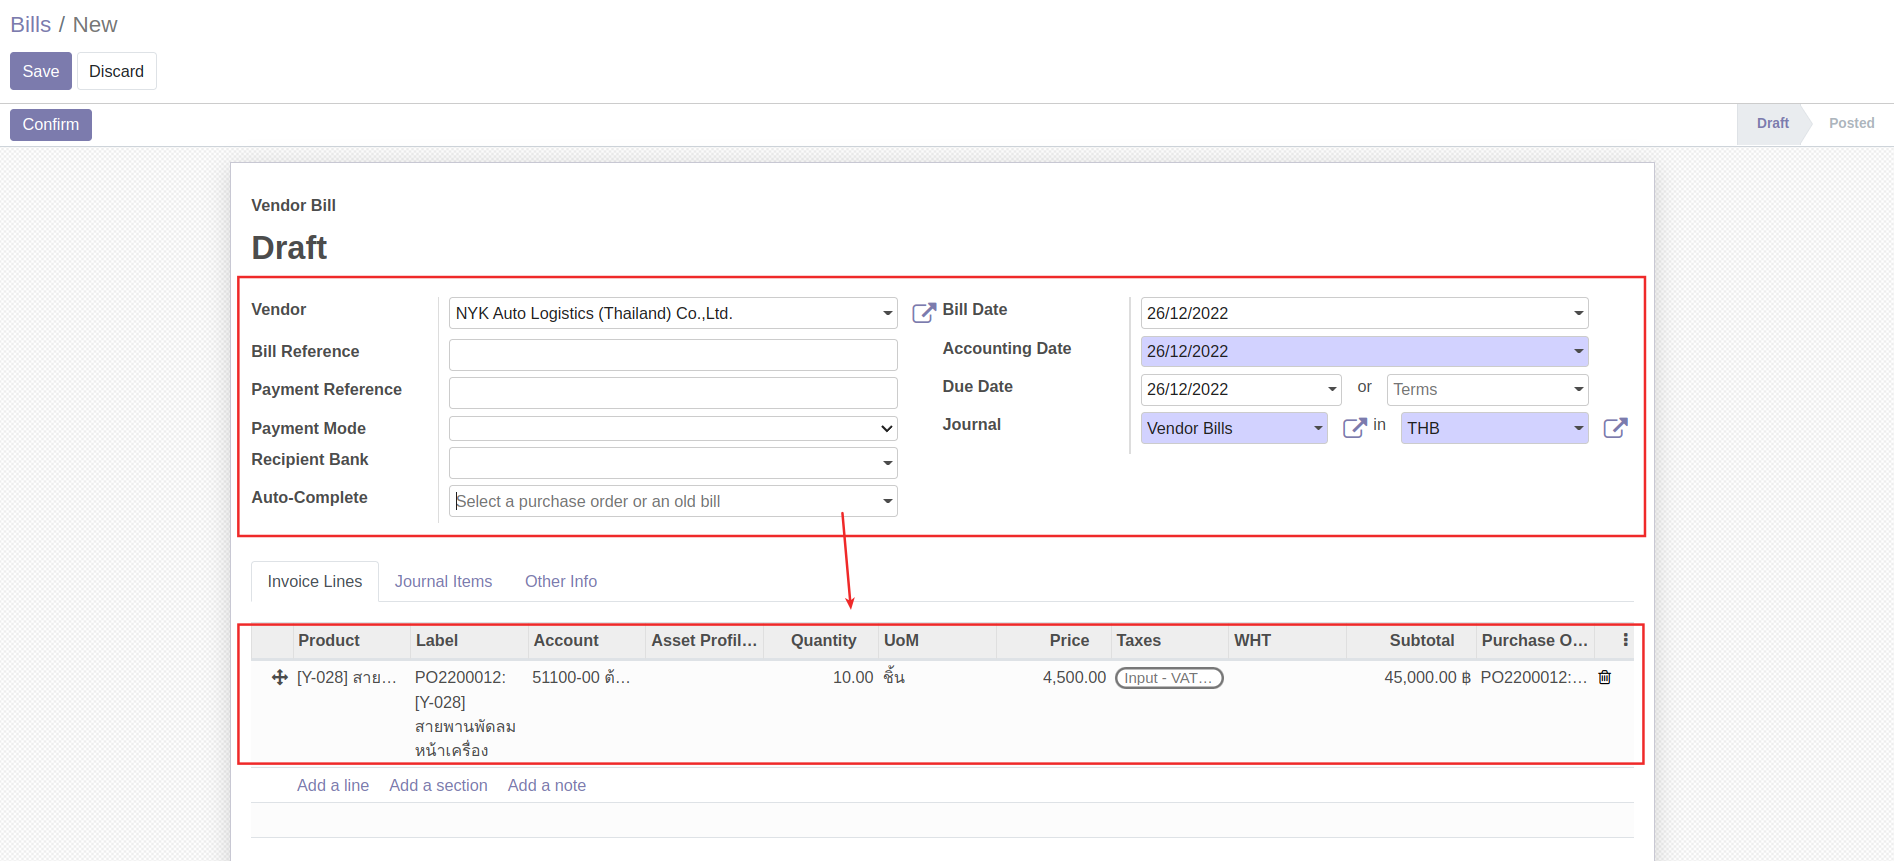 Bills / New
Save Discard
Confirm
Draft Posted
Vendor Bill
Draft
Vendor NYK Auto Logistics (Thailand) Co.,Ltd. Bill Date 26/12/2022
Bill Reference Accounting Date 26/12/2022
Payment Reference Due Date 26/12/2022 or Terms
Payment Mode Journal Vendor Bills in THB
Recipient Bank
Auto-Complete Select a purchase order or an old bill
Invoice Lines Journal Items Other Info
Product Label Account Asset Profil... Quantity UoM Price Taxes WHT Subtotal Purchase O...
[Y-028] สาย... PO2200012: 51100-00 ต้... 10.00 ชิ้น 4,500.00 Input - VAT... 45,000.00 ฿ PO2200012:...
[Y-028]
สายพานพัดลม
หน้าเครื่อง
Add a line Add a section Add a note